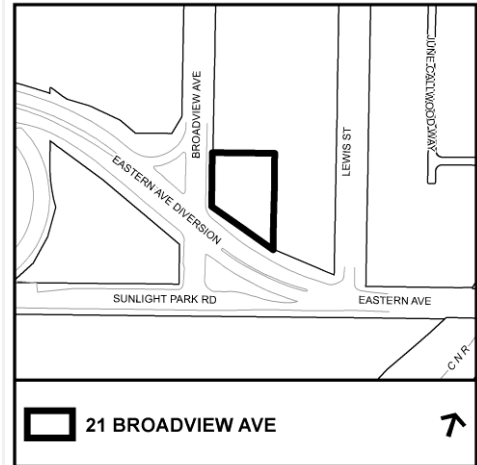 JUNE CALLWOOD WAY
BROADVIEW AVE
LEWIS ST
EASTERN AVE DIVERSION
SUNLIGHT PARK RD
EASTERN AVE
CNR
21 BROADVIEW AVE